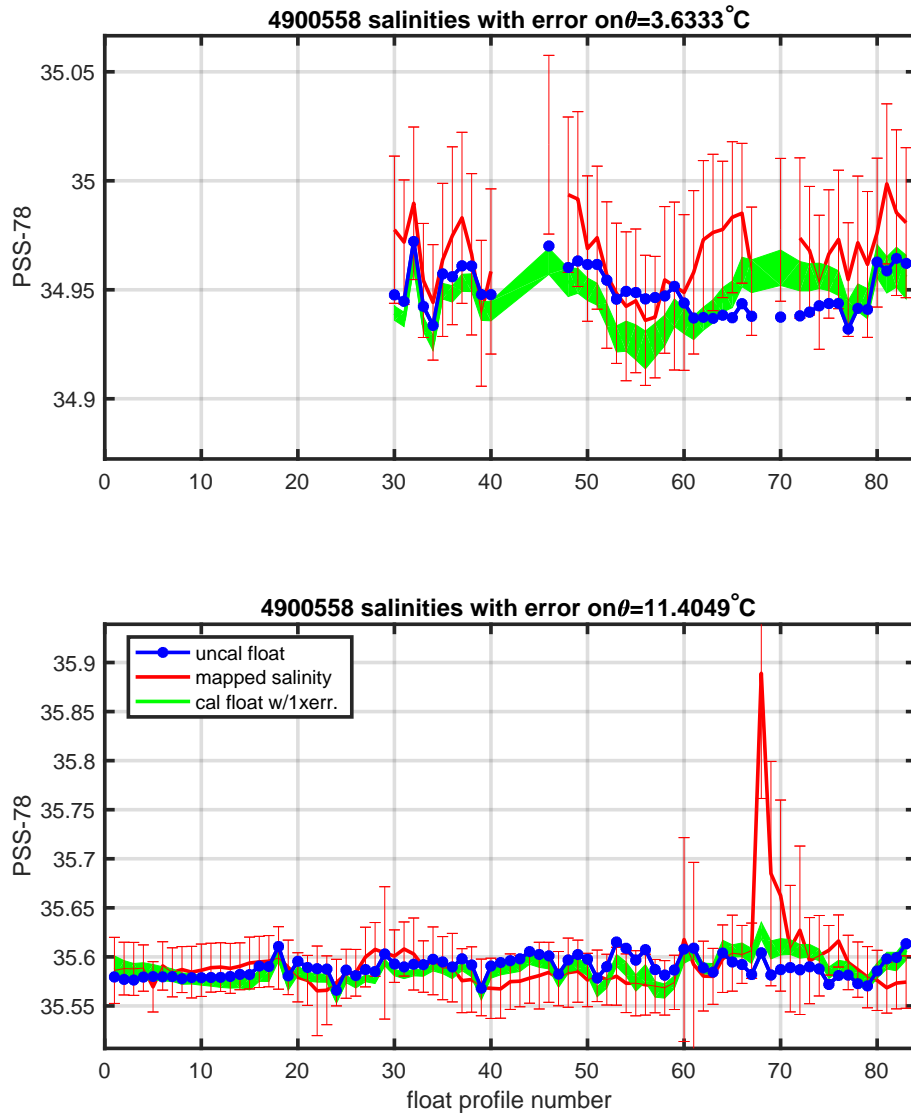 4900558 salinities with error onθ=3.6333°C
35.05
35
34.95
34.9
PSS-78
0 10 20 30 40 50 60 70 80
4900558 salinities with error onθ=11.4049°C
uncal float
mapped salinity
cal float w/1xerr.
35.9
35.85
35.8
35.75
35.7
35.65
35.6
35.55
PSS-78
0 10 20 30 40 50 60 70 80
float profile number